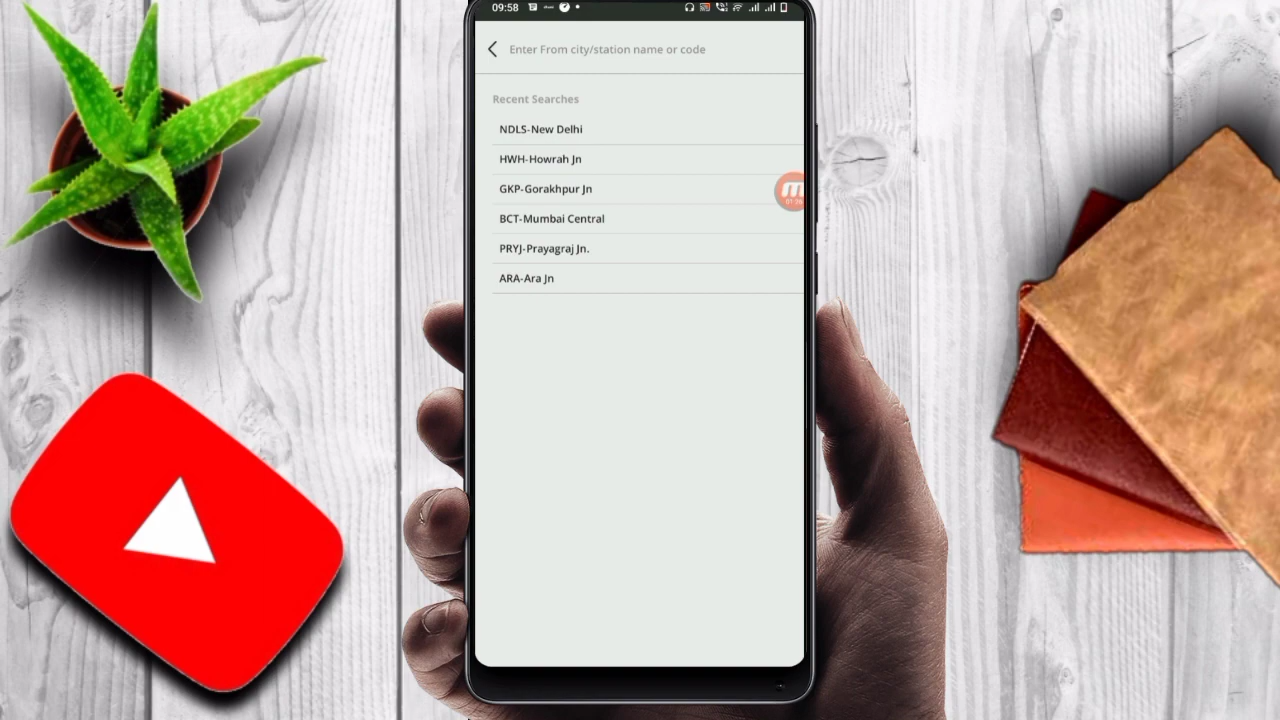 09:58
Enter From city/station name or code
Recent Searches
NDLS-New Delhi
HWH-Howrah Jn
GKP-Gorakhpur Jn
BCT-Mumbai Central
PRYJ-Prayagraj Jn.
ARA-Ara Jn